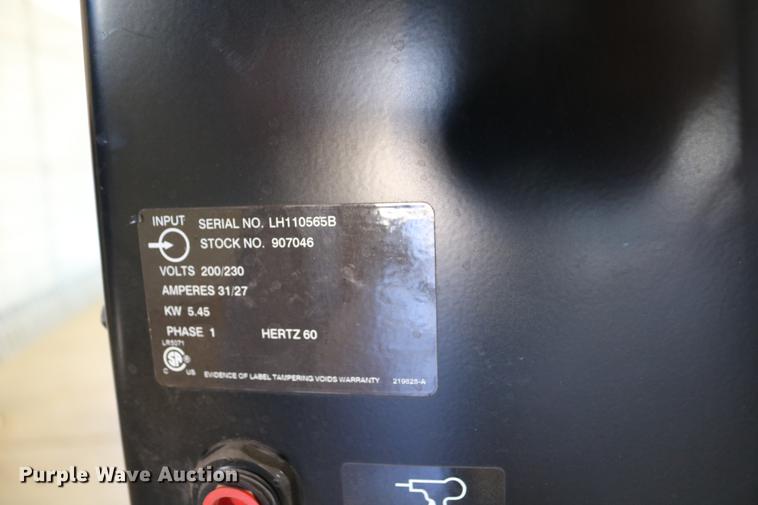 INPUT
SERIAL NO. LH110565B
STOCK NO. 907046
VOLTS 200/230
AMPERES 31/27
KW 5.45
PHASE 1 HERTZ 60
LR5071
C US
EVIDENCE OF LABEL TAMPERING VOIDS WARRANTY 219828-A
Purple Wave Auction